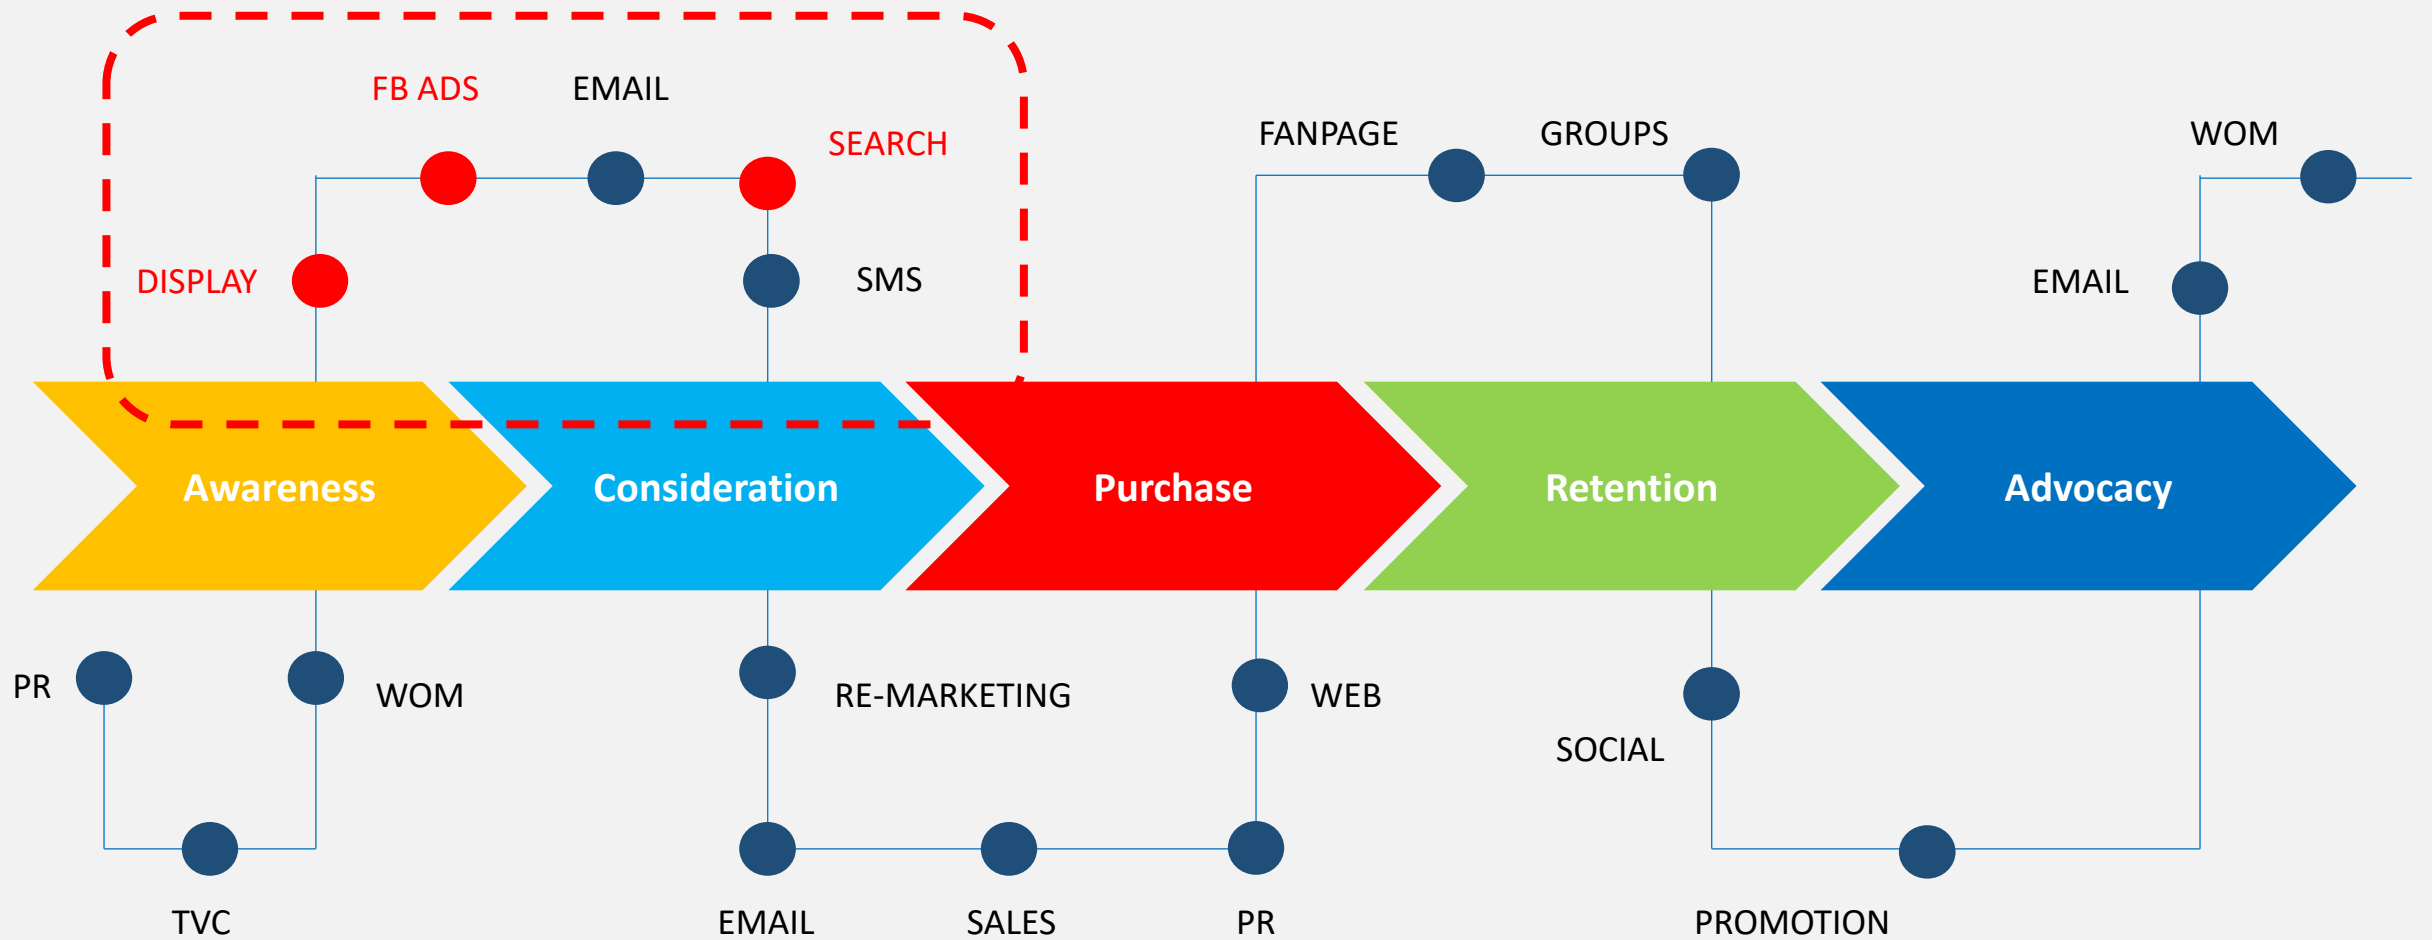 FB ADS
EMAIL
SEARCH
DISPLAY
SMS
FANPAGE
GROUPS
WOM
EMAIL
Awareness
Consideration
Purchase
Retention
Advocacy
PR
WOM
RE-MARKETING
WEB
SOCIAL
TVC
EMAIL
SALES
PR
PROMOTION